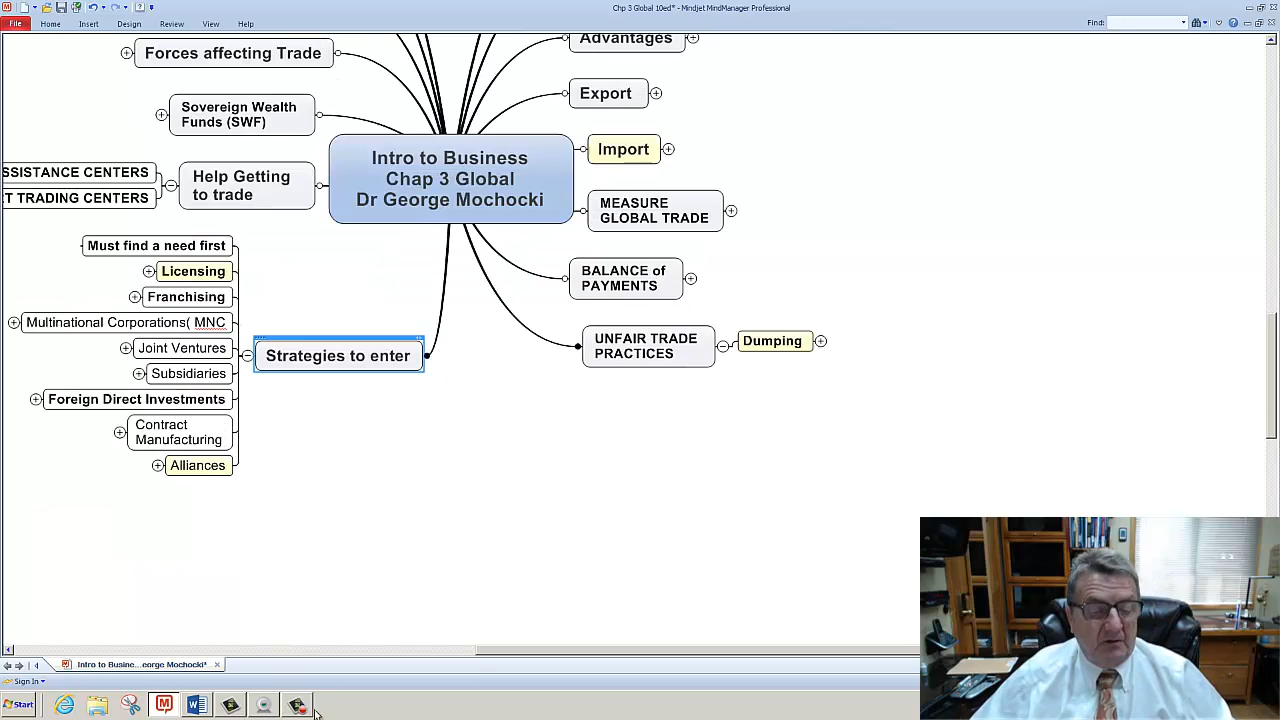 Chp 3 Global 10ed* - Mindjet MindManager Professional
File Home Insert Design Review View Help Find:
Forces affecting Trade
Sovereign Wealth
Funds (SWF)
Help Getting
to trade
SSISTANCE CENTERS
T TRADING CENTERS
Intro to Business
Chap 3 Global
Dr George Mochocki
Advantages
Export
Import
MEASURE
GLOBAL TRADE
BALANCE of
PAYMENTS
UNFAIR TRADE
PRACTICES
Dumping
Strategies to enter
Must find a need first
Licensing
Franchising
Multinational Corporations( MNC
Joint Ventures
Subsidiaries
Foreign Direct Investments
Contract
Manufacturing
Alliances
Intro to Busine...eorge Mochocki*
Sign In
Start